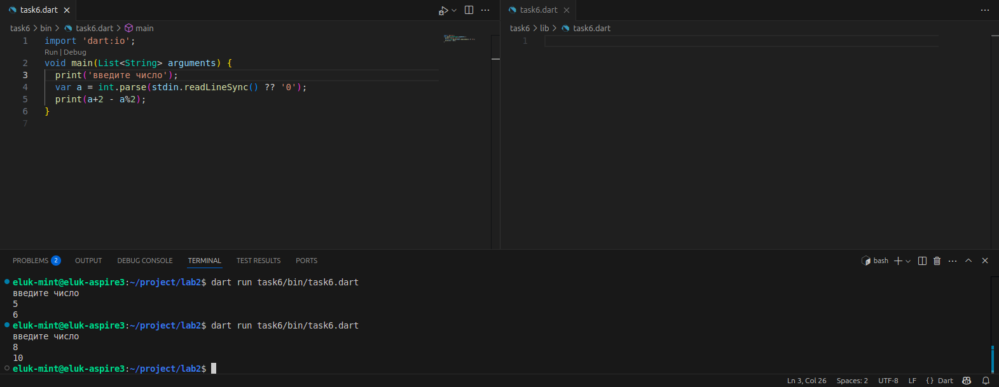 task6.dart
task6 > bin > task6.dart > main
1 import 'dart:io';
Run | Debug
2 void main(List<String> arguments) {
3 print('введите число');
4 var a = int.parse(stdin.readLineSync() ?? '0');
5 print(a+2 - a%2);
6 }
7
task6.dart
task6 > lib > task6.dart
1
PROBLEMS 2 OUTPUT DEBUG CONSOLE TERMINAL TEST RESULTS PORTS
bash
eluk-mint@eluk-aspire3:~/project/lab2$ dart run task6/bin/task6.dart
введите число
5
6
eluk-mint@eluk-aspire3:~/project/lab2$ dart run task6/bin/task6.dart
введите число
8
10
eluk-mint@eluk-aspire3:~/project/lab2$
Ln 3, Col 26 Spaces: 2 UTF-8 LF {} Dart